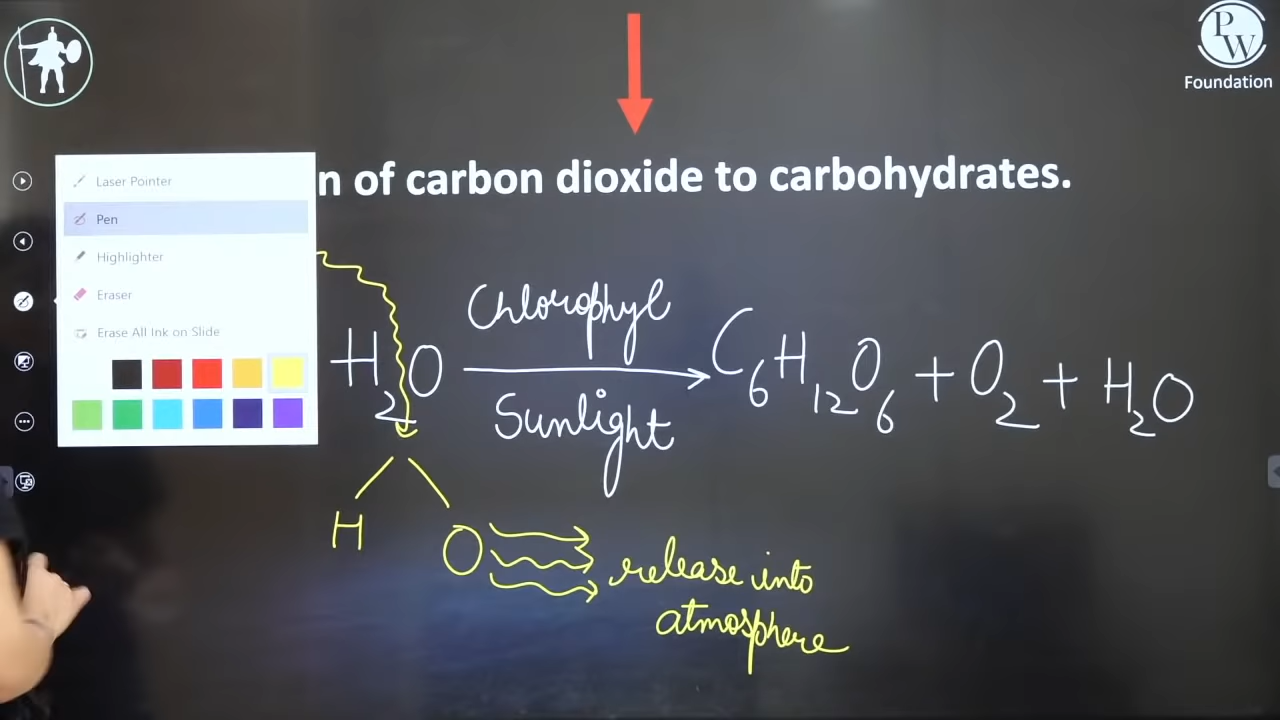 PW
Foundation
n of carbon dioxide to carbohydrates.
Laser Pointer
Pen
Highlighter
Eraser
Erase All Ink on Slide
Chlorophyl
H2O → C6H12O6 + O2 + H2O
Sunlight
H O release into
atmosphere